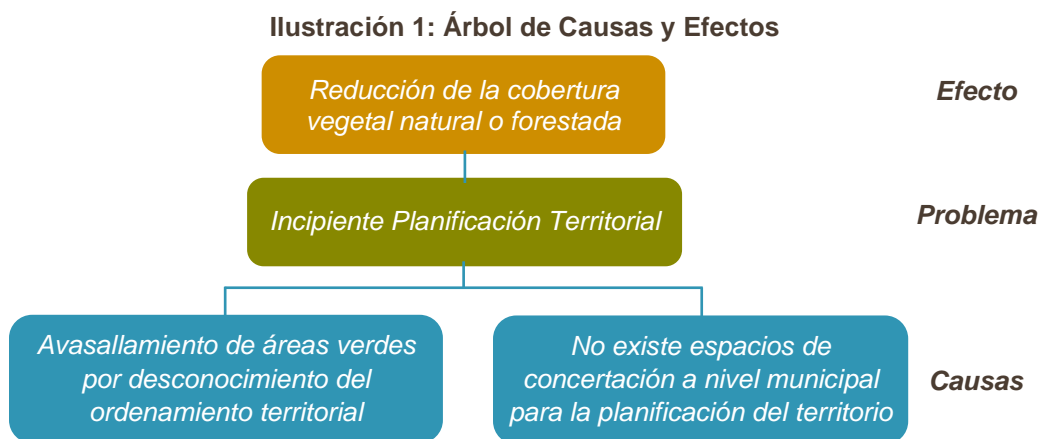 Ilustración 1: Árbol de Causas y Efectos
Reducción de la cobertura
vegetal natural o forestada
Efecto
Incipiente Planificación Territorial
Problema
Avasallamiento de áreas verdes
por desconocimiento del
ordenamiento territorial
No existe espacios de
concertación a nivel municipal
para la planificación del territorio
Causas